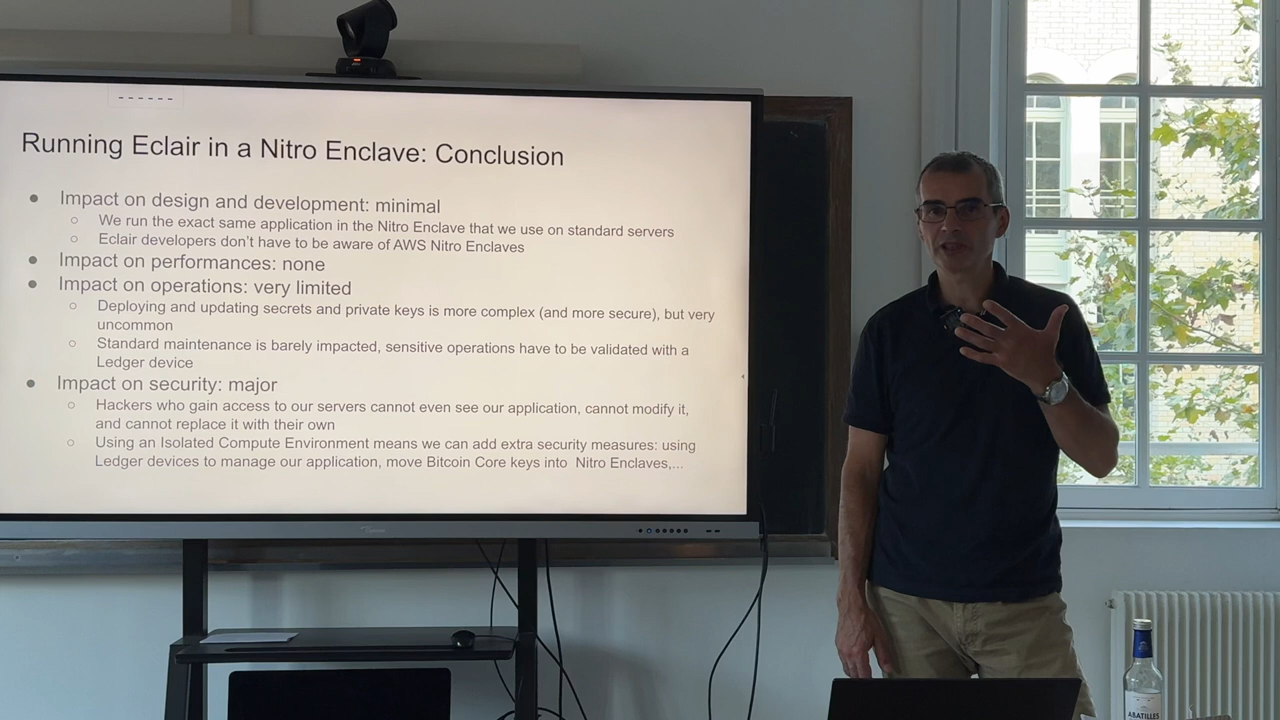 ------
Running Eclair in a Nitro Enclave: Conclusion
● Impact on design and development: minimal
○ We run the exact same application in the Nitro Enclave that we use on standard servers
○ Eclair developers don't have to be aware of AWS Nitro Enclaves
● Impact on performances: none
● Impact on operations: very limited
○ Deploying and updating secrets and private keys is more complex (and more secure), but very
uncommon
○ Standard maintenance is barely impacted, sensitive operations have to be validated with a
Ledger device
● Impact on security: major
○ Hackers who gain access to our servers cannot even see our application, cannot modify it,
and cannot replace it with their own
○ Using an Isolated Compute Environment means we can add extra security measures: using
Ledger devices to manage our application, move Bitcoin Core keys into Nitro Enclaves,...
ABATILLES